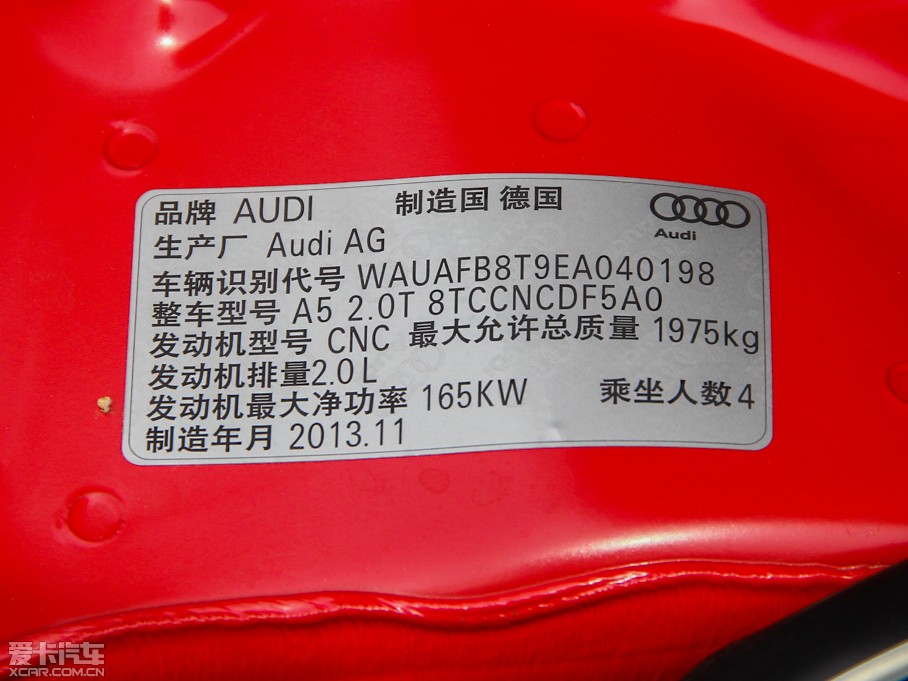 品牌 AUDI 制造国 德国
Audi
生产厂 Audi AG
车辆识别代号 WAUAFB8T9EA040198
整车型号 A5 2.0T 8TCCNCDF5A0
发动机型号 CNC 最大允许总质量 1975kg
发动机排量2.0L
发动机最大净功率 165KW 乘坐人数4
制造年月 2013.11
爱卡汽车
XCAR.COM.CN